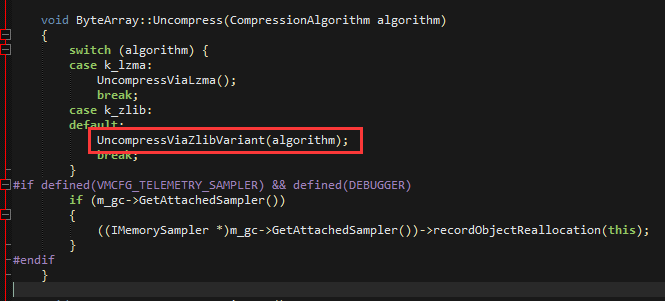 void ByteArray::Uncompress(CompressionAlgorithm algorithm)
{
switch (algorithm) {
case k_lzma:
UncompressViaLzma();
break;
case k_zlib:
default:
UncompressViaZlibVariant(algorithm);
break;
}
#if defined(VMCFG_TELEMETRY_SAMPLER) && defined(DEBUGGER)
if (m_gc->GetAttachedSampler())
{
((IMemorySampler *)m_gc->GetAttachedSampler())->recordObjectReallocation(this);
}
#endif
}